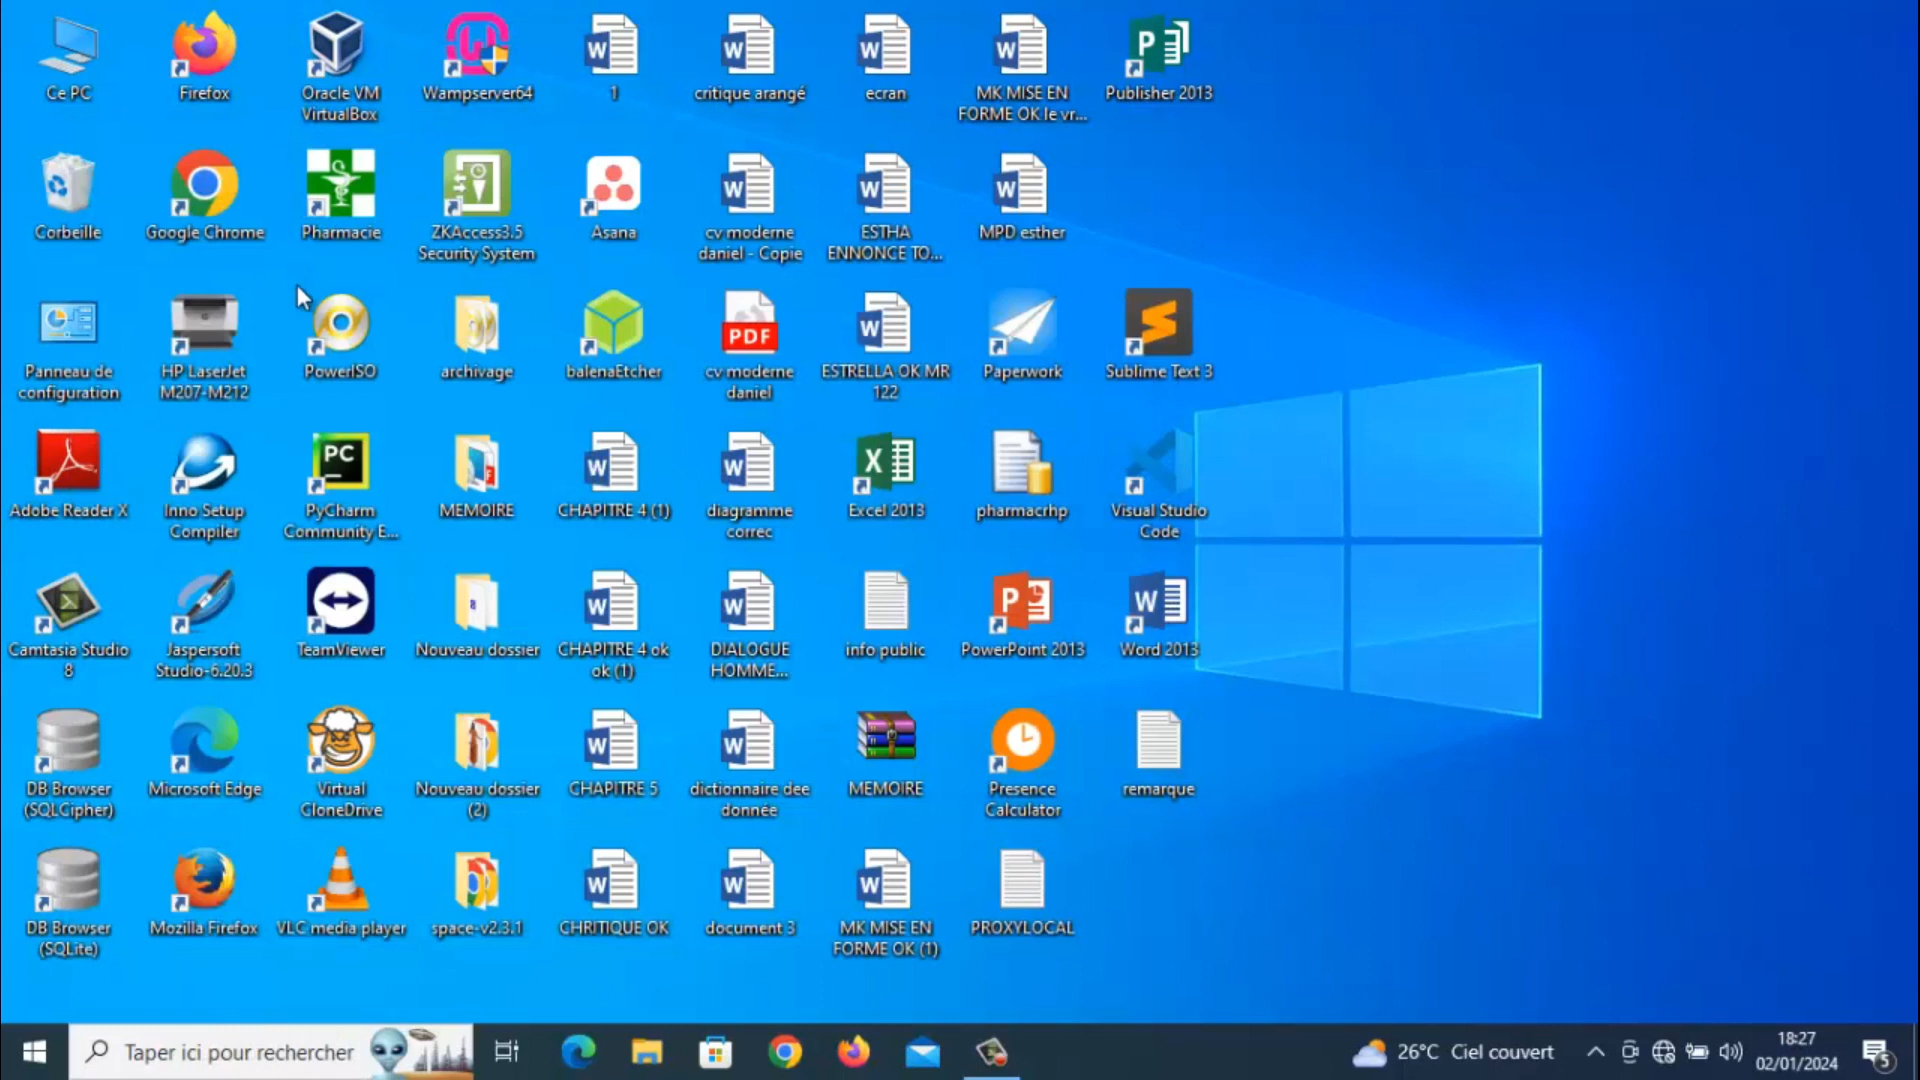 Ce PC
Firefox
Oracle VM
VirtualBox
Wampserver64
1
critique arangé
ecran
MK MISE EN
FORME OK le vr...
Publisher 2013
Corbeille
Google Chrome
Pharmacie
ZKAccess3.5
Security System
Asana
cv moderne
daniel - Copie
ESTHA
ENNONCE TO...
MPD esther
Panneau de
configuration
HP LaserJet
M207-M212
PowerISO
archivage
balenaEtcher
PDF
cv moderne
daniel
ESTRELLA OK MR
122
Paperwork
Sublime Text 3
Adobe Reader X
Inno Setup
Compiler
PC
PyCharm
Community E...
MEMOIRE
CHAPITRE 4 (1)
diagramme
correc
Excel 2013
pharmacrhp
Visual Studio
Code
Camtasia Studio
8
Jaspersoft
Studio-6.20.3
TeamViewer
Nouveau dossier
CHAPITRE 4 ok
ok (1)
DIALOGUE
HOMME...
info public
PowerPoint 2013
Word 2013
DB Browser
(SQLCipher)
Microsoft Edge
Virtual
CloneDrive
Nouveau dossier
(2)
CHAPITRE 5
dictionnaire dee
donnée
MEMOIRE
Presence
Calculator
remarque
DB Browser
(SQLite)
Mozilla Firefox
VLC media player
space-v2.3.1
CHRITIQUE OK
document 3
MK MISE EN
FORME OK (1)
PROXYLOCAL
Taper ici pour rechercher
26°C Ciel couvert
18:27
02/01/2024
5